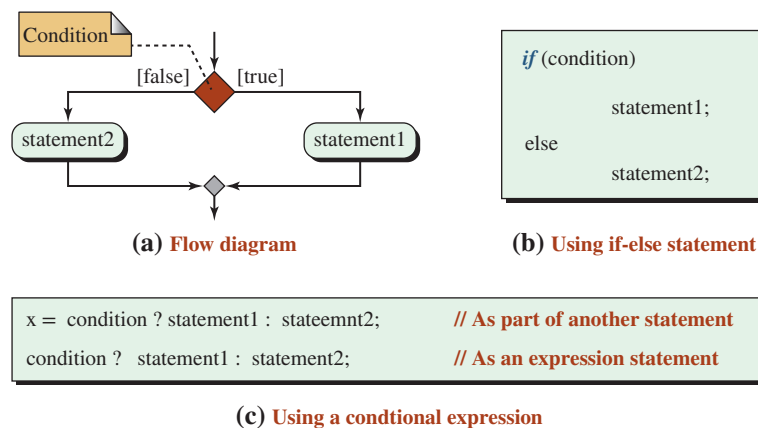 Condition
[false] [true]
statement2
statement1
(a) Flow diagram
if (condition)
statement1;
else
statement2;
(b) Using if-else statement
x = condition ? statement1 : stateemnt2; // As part of another statement
condition ? statement1 : statement2; // As an expression statement
(c) Using a condtional expression